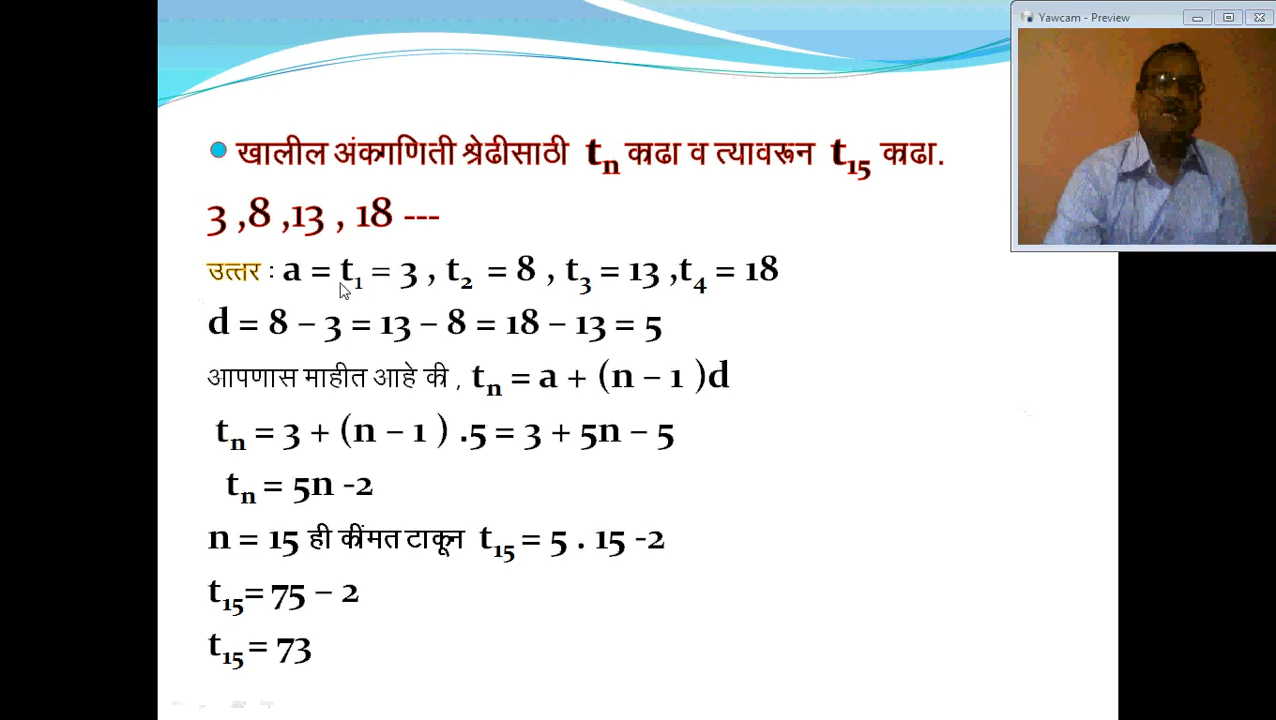 Yawcam - Preview
खालील अंकगणिती श्रेढीसाठी tn काढा व त्यावरून t15 काढा.
3 ,8 ,13 , 18 ---
उत्तर : a = t1 = 3 , t2 = 8 , t3 = 13 ,t4 = 18
d = 8 – 3 = 13 – 8 = 18 – 13 = 5
आपणास माहीत आहे की , tn = a + (n – 1 )d
tn = 3 + (n – 1 ) .5 = 3 + 5n – 5
tn = 5n -2
n = 15 ही कींमत टाकून t15 = 5 . 15 -2
t15= 75 – 2
t15 = 73